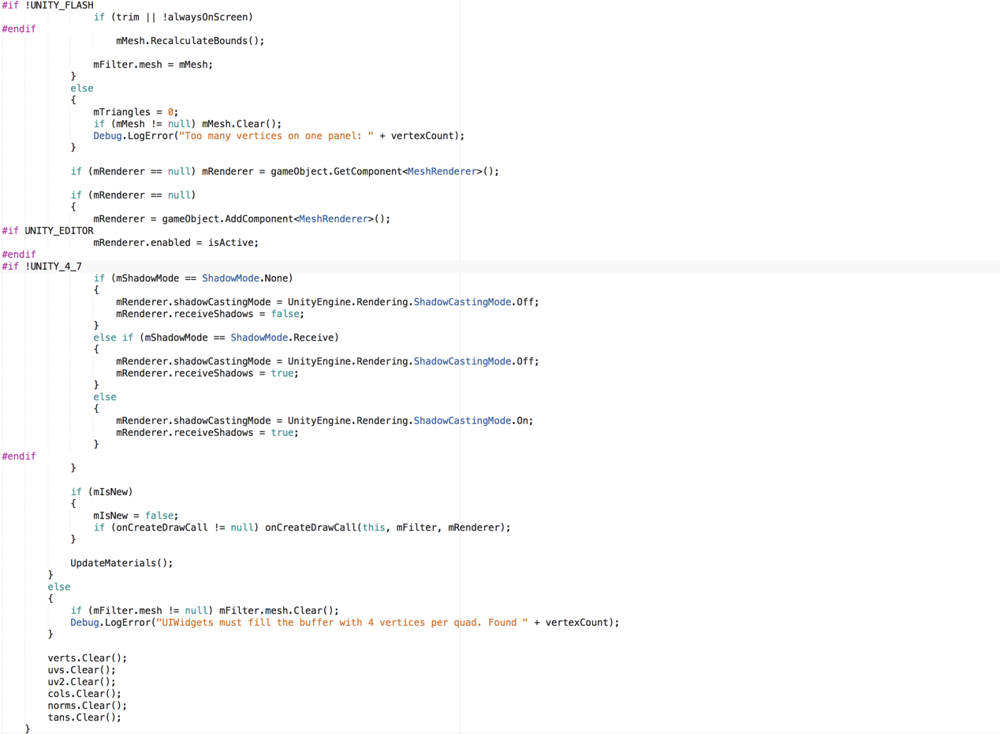 #if !UNITY_FLASH
                if (trim || !alwaysOnScreen)
#endif
                    mMesh.RecalculateBounds();

                mFilter.mesh = mMesh;
            }
            else
            {
                mTriangles = 0;
                if (mMesh != null) mMesh.Clear();
                Debug.LogError("Too many vertices on one panel: " + vertexCount);
            }

            if (mRenderer == null) mRenderer = gameObject.GetComponent<MeshRenderer>();

            if (mRenderer == null)
            {
                mRenderer = gameObject.AddComponent<MeshRenderer>();
#if UNITY_EDITOR
                mRenderer.enabled = isActive;
#endif
#if !UNITY_4_7
                if (mShadowMode == ShadowMode.None)
                {
                    mRenderer.shadowCastingMode = UnityEngine.Rendering.ShadowCastingMode.Off;
                    mRenderer.receiveShadows = false;
                }
                else if (mShadowMode == ShadowMode.Receive)
                {
                    mRenderer.shadowCastingMode = UnityEngine.Rendering.ShadowCastingMode.Off;
                    mRenderer.receiveShadows = true;
                }
                else
                {
                    mRenderer.shadowCastingMode = UnityEngine.Rendering.ShadowCastingMode.On;
                    mRenderer.receiveShadows = true;
                }
#endif
            }

            if (mIsNew)
            {
                mIsNew = false;
                if (onCreateDrawCall != null) onCreateDrawCall(this, mFilter, mRenderer);
            }

            UpdateMaterials();
        }
        else
        {
            if (mFilter.mesh != null) mFilter.mesh.Clear();
            Debug.LogError("UIWidgets must fill the buffer with 4 vertices per quad. Found " + vertexCount);
        }

        verts.Clear();
        uvs.Clear();
        uv2.Clear();
        cols.Clear();
        norms.Clear();
        tans.Clear();
    }